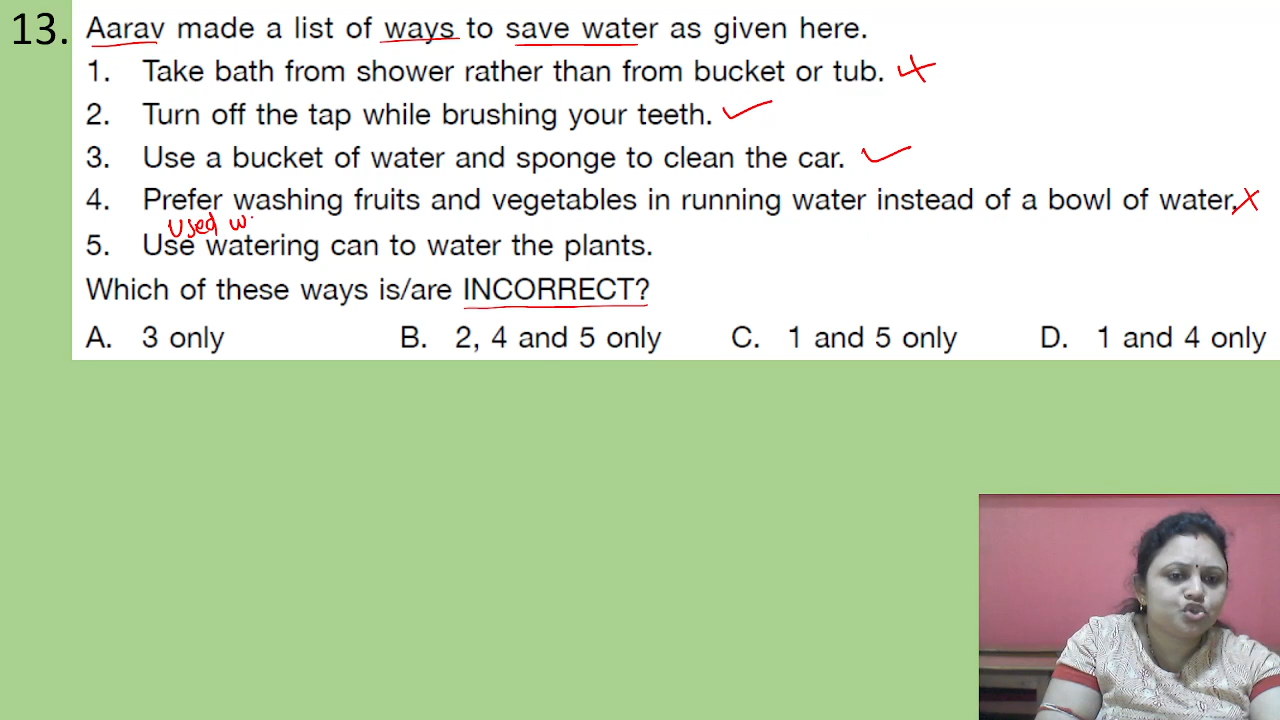 13. Aarav made a list of ways to save water as given here.
1. Take bath from shower rather than from bucket or tub.
2. Turn off the tap while brushing your teeth.
3. Use a bucket of water and sponge to clean the car.
4. Prefer washing fruits and vegetables in running water instead of a bowl of water.
Used w
5. Use watering can to water the plants.
Which of these ways is/are INCORRECT?
A. 3 only B. 2, 4 and 5 only C. 1 and 5 only D. 1 and 4 only